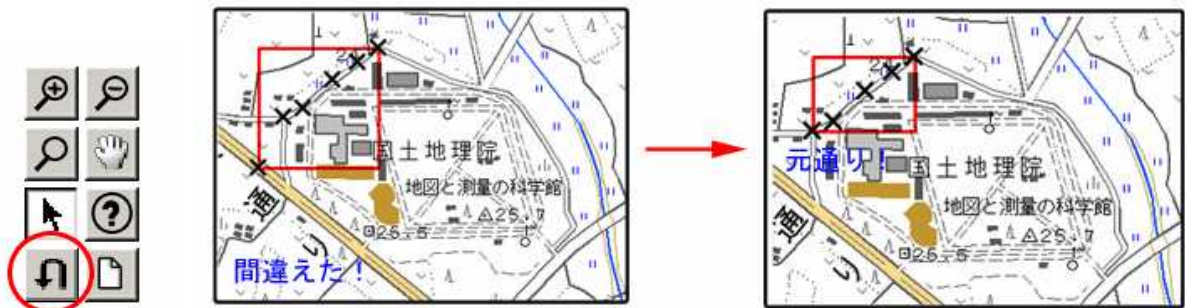 国土地理院
地図と測量の科学館
25.7
25.5
通り
間違えた!
元通り!
国土地理院
地図と測量の科学館
25.7
25.5
通り